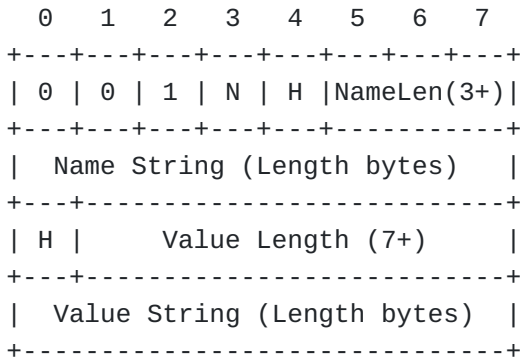 0   1   2   3   4   5   6   7
+---+---+---+---+---+---+---+---+
| 0 | 0 | 1 | N | H |NameLen(3+)|
+---+---+---+---+---+-----------+
|  Name String (Length bytes)   |
+---+---------------------------+
| H |     Value Length (7+)     |
+---+---------------------------+
|  Value String (Length bytes)  |
+-------------------------------+